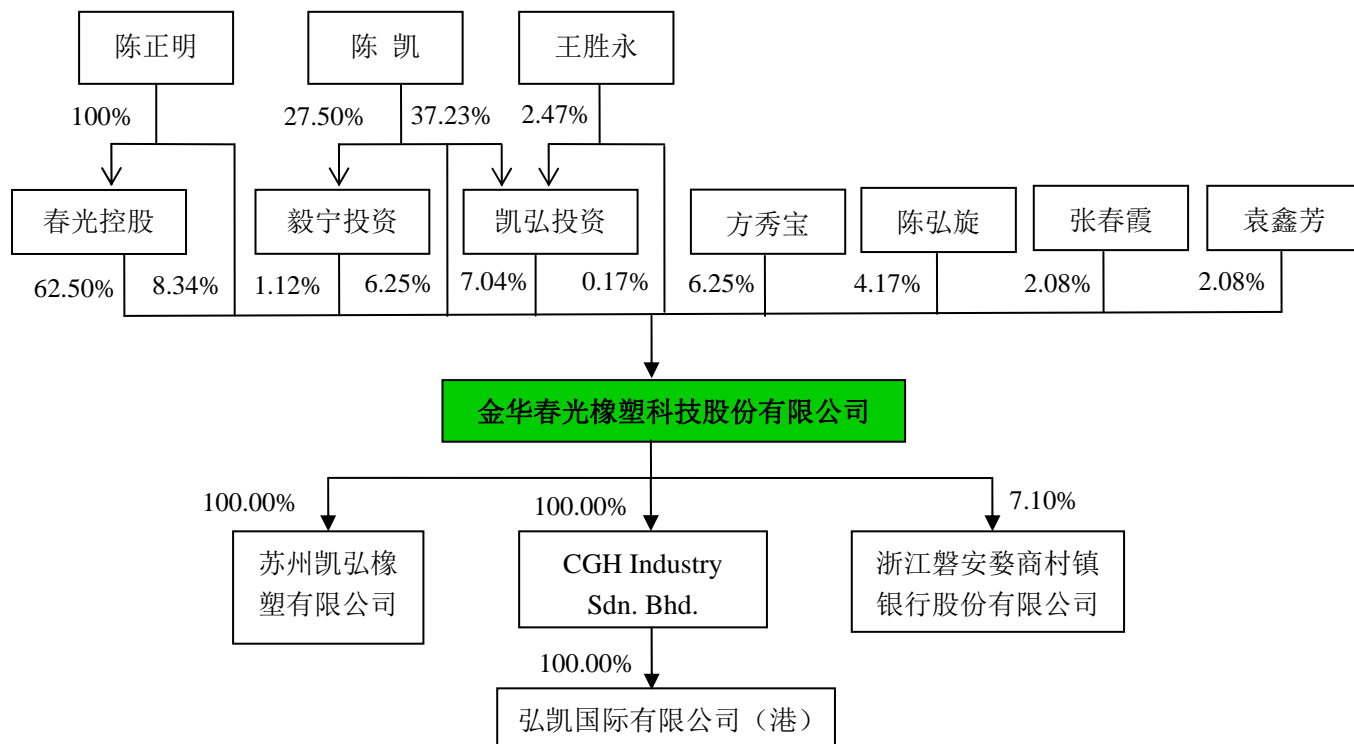 陈正明
陈 凯
王胜永
100%
27.50%
37.23%
2.47%
春光控股
毅宁投资
凯弘投资
方秀宝
陈弘旋
张春霞
袁鑫芳
62.50%
8.34%
1.12%
6.25%
7.04%
0.17%
6.25%
4.17%
2.08%
2.08%
金华春光橡塑科技股份有限公司
100.00%
100.00%
7.10%
苏州凯弘橡
塑有限公司
CGH Industry
Sdn. Bhd.
浙江磐安婺商村镇
银行股份有限公司
100.00%
弘凯国际有限公司（港）